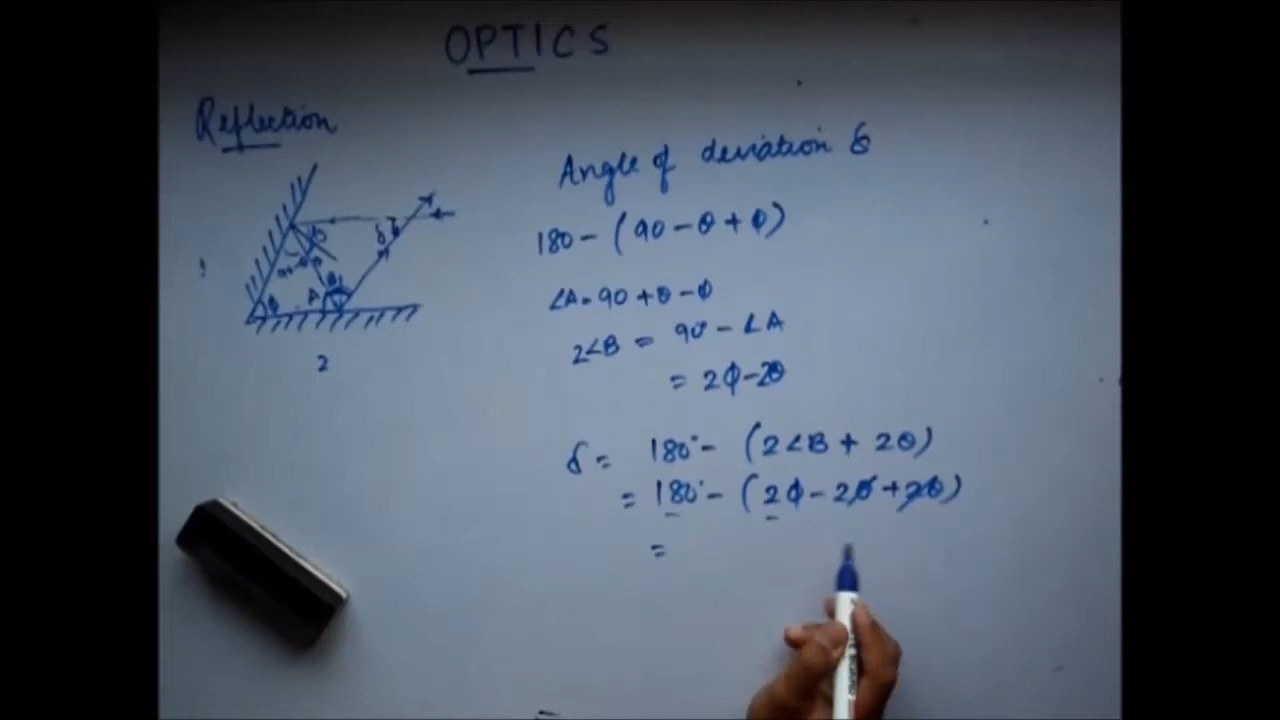 OPTICS
Reflection
Angle of deviation δ
180 - (90 - θ + ϕ)
∠A = 90 + θ - ϕ
2∠B = 90° - ∠A
= 2ϕ - 2θ
δ = 180° - (2∠B + 2θ)
= 180° - (2ϕ - 2θ + 2θ)
=
A
B
2